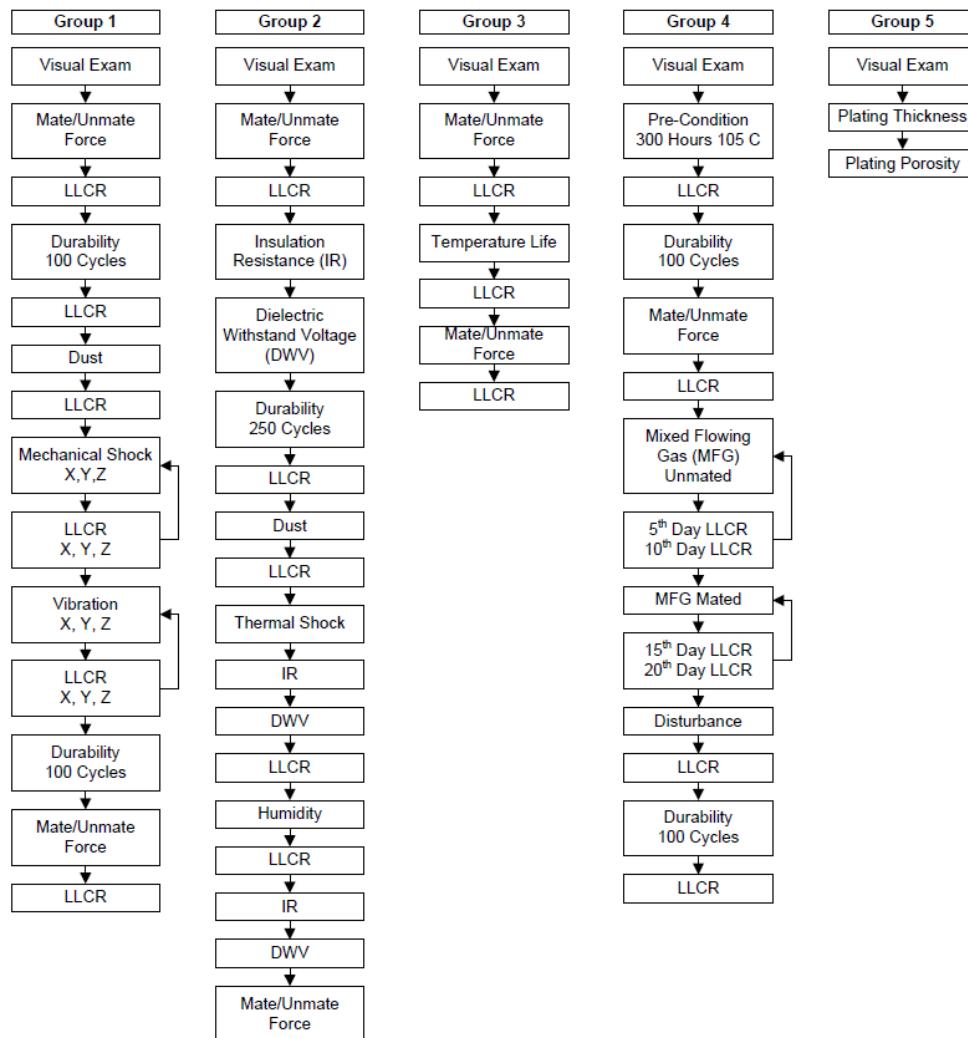 Group 1
Visual Exam
Mate/Unmate
Force
LLCR
Durability
100 Cycles
LLCR
Dust
LLCR
Mechanical Shock
X,Y,Z
LLCR
X, Y, Z
Vibration
X, Y, Z
LLCR
X, Y, Z
Durability
100 Cycles
Mate/Unmate
Force
LLCR
Group 2
Visual Exam
Mate/Unmate
Force
LLCR
Insulation
Resistance (IR)
Dielectric
Withstand Voltage
(DWV)
Durability
250 Cycles
LLCR
Dust
LLCR
Thermal Shock
IR
DWV
LLCR
Humidity
LLCR
IR
DWV
Mate/Unmate
Force
Group 3
Visual Exam
Mate/Unmate
Force
LLCR
Temperature Life
LLCR
Mate/Unmate
Force
LLCR
Group 4
Visual Exam
Pre-Condition
300 Hours 105 C
LLCR
Durability
100 Cycles
Mate/Unmate
Force
LLCR
Mixed Flowing
Gas (MFG)
Unmated
5th Day LLCR
10th Day LLCR
MFG Mated
15th Day LLCR
20th Day LLCR
Disturbance
LLCR
Durability
100 Cycles
LLCR
Group 5
Visual Exam
Plating Thickness
Plating Porosity